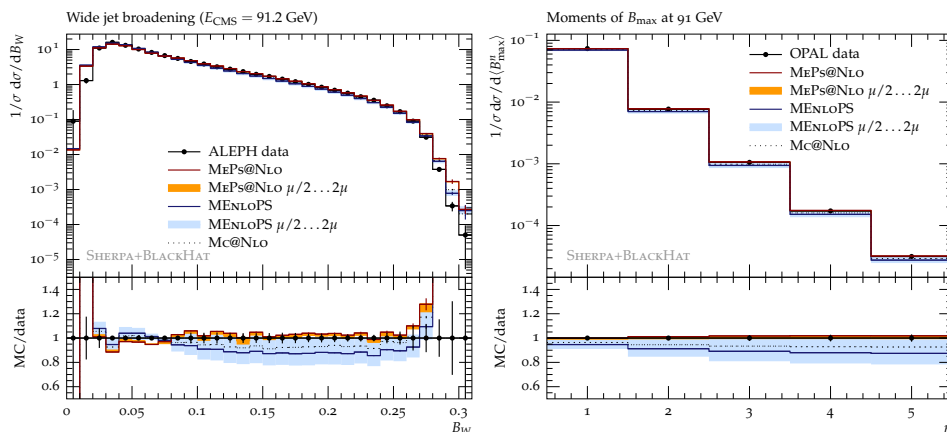 Wide jet broadening (E_CMS = 91.2 GeV)
1/σ dσ/dB_W
10^1
1
10^−1
10^−2
10^−3
10^−4
10^−5
ALEPH data
MEPS@NLO
MEPS@NLO μ/2...2μ
MENLOPS
MENLOPS μ/2...2μ
MC@NLO
SHERPA+BLACKHAT
MC/data
1.4
1.2
1
0.8
0.6
0 0.05 0.1 0.15 0.2 0.25 0.3
B_W
Moments of B_max at 91 GeV
1/σ dσ/d⟨B^n_max⟩
10^−1
10^−2
10^−3
10^−4
OPAL data
MEPS@NLO
MEPS@NLO μ/2...2μ
MENLOPS
MENLOPS μ/2...2μ
MC@NLO
SHERPA+BLACKHAT
MC/data
1.4
1.2
1
0.8
0.6
1 2 3 4 5